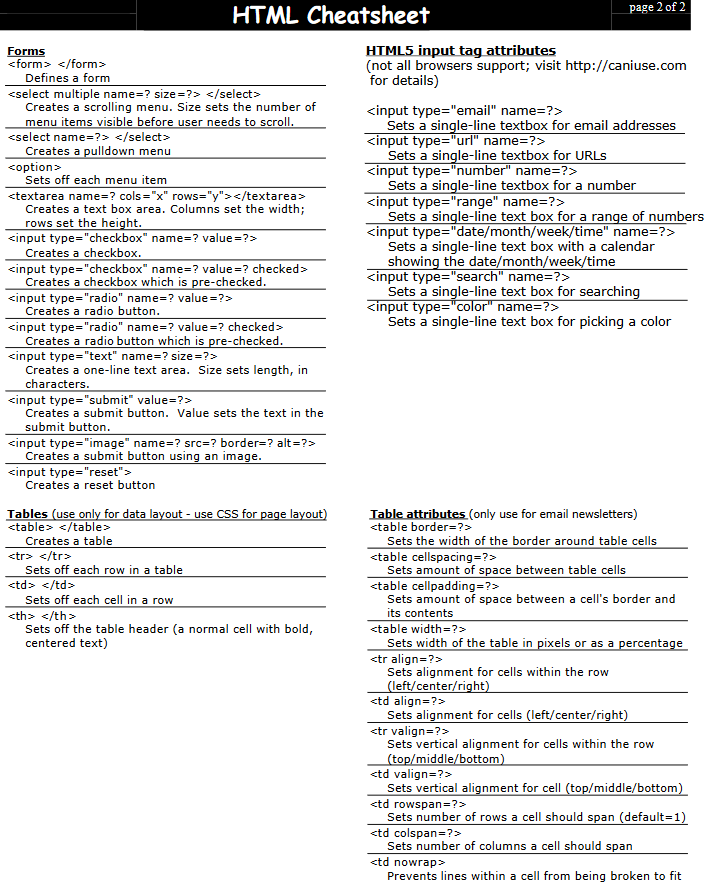 HTML Cheatsheet
page 2 of 2
Forms
<form> </form>
Defines a form
<select multiple name=? size=?> </select>
Creates a scrolling menu. Size sets the number of
menu items visible before user needs to scroll.
<select name=?> </select>
Creates a pulldown menu
<option>
Sets off each menu item
<textarea name=? cols="x" rows="y"></textarea>
Creates a text box area. Columns set the width;
rows set the height.
<input type="checkbox" name=? value=?>
Creates a checkbox.
<input type="checkbox" name=? value=? checked>
Creates a checkbox which is pre-checked.
<input type="radio" name=? value=?>
Creates a radio button.
<input type="radio" name=? value=? checked>
Creates a radio button which is pre-checked.
<input type="text" name=? size=?>
Creates a one-line text area.  Size sets length, in
characters.
<input type="submit" value=?>
Creates a submit button.  Value sets the text in the
submit button.
<input type="image" name=? src=? border=? alt=?>
Creates a submit button using an image.
<input type="reset">
Creates a reset button
HTML5 input tag attributes
(not all browsers support; visit http://caniuse.com
for details)
<input type="email" name=?>
Sets a single-line textbox for email addresses
<input type="url" name=?>
Sets a single-line textbox for URLs
<input type="number" name=?>
Sets a single-line textbox for a number
<input type="range" name=?>
Sets a single-line text box for a range of numbers
<input type="date/month/week/time" name=?>
Sets a single-line text box with a calendar
showing the date/month/week/time
<input type="search" name=?>
Sets a single-line text box for searching
<input type="color" name=?>
Sets a single-line text box for picking a color
Tables (use only for data layout - use CSS for page layout)
<table> </table>
Creates a table
<tr> </tr>
Sets off each row in a table
<td> </td>
Sets off each cell in a row
<th> </th>
Sets off the table header (a normal cell with bold,
centered text)
Table attributes (only use for email newsletters)
<table border=?>
Sets the width of the border around table cells
<table cellspacing=?>
Sets amount of space between table cells
<table cellpadding=?>
Sets amount of space between a cell's border and
its contents
<table width=?>
Sets width of the table in pixels or as a percentage
<tr align=?>
Sets alignment for cells within the row
(left/center/right)
<td align=?>
Sets alignment for cells (left/center/right)
<tr valign=?>
Sets vertical alignment for cells within the row
(top/middle/bottom)
<td valign=?>
Sets vertical alignment for cell (top/middle/bottom)
<td rowspan=?>
Sets number of rows a cell should span (default=1)
<td colspan=?>
Sets number of columns a cell should span
<td nowrap>
Prevents lines within a cell from being broken to fit